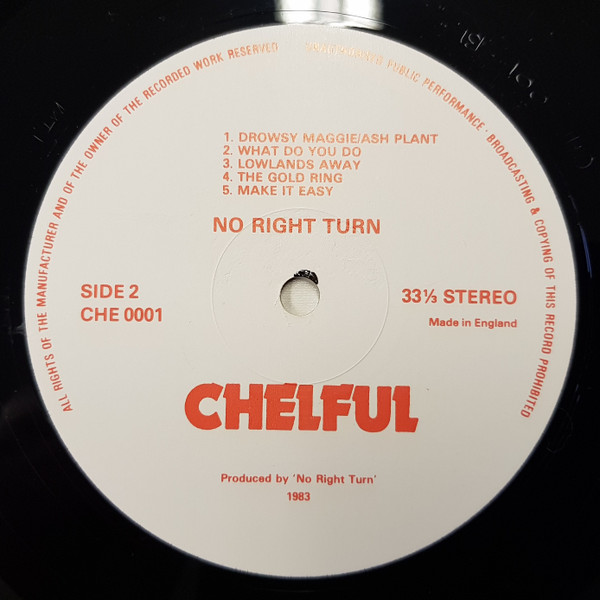 ALL RIGHTS OF THE MANUFACTURER AND OF THE OWNER OF THE RECORDED WORK RESERVED
UNAUTHORISED PUBLIC PERFORMANCE · BROADCASTING & COPYING OF THIS RECORD PROHIBITED
1. DROWSY MAGGIE/ASH PLANT
2. WHAT DO YOU DO
3. LOWLANDS AWAY
4. THE GOLD RING
5. MAKE IT EASY
NO RIGHT TURN
SIDE 2
CHE 0001
33⅓ STEREO
Made in England
CHELFUL
Produced by 'No Right Turn'
1983